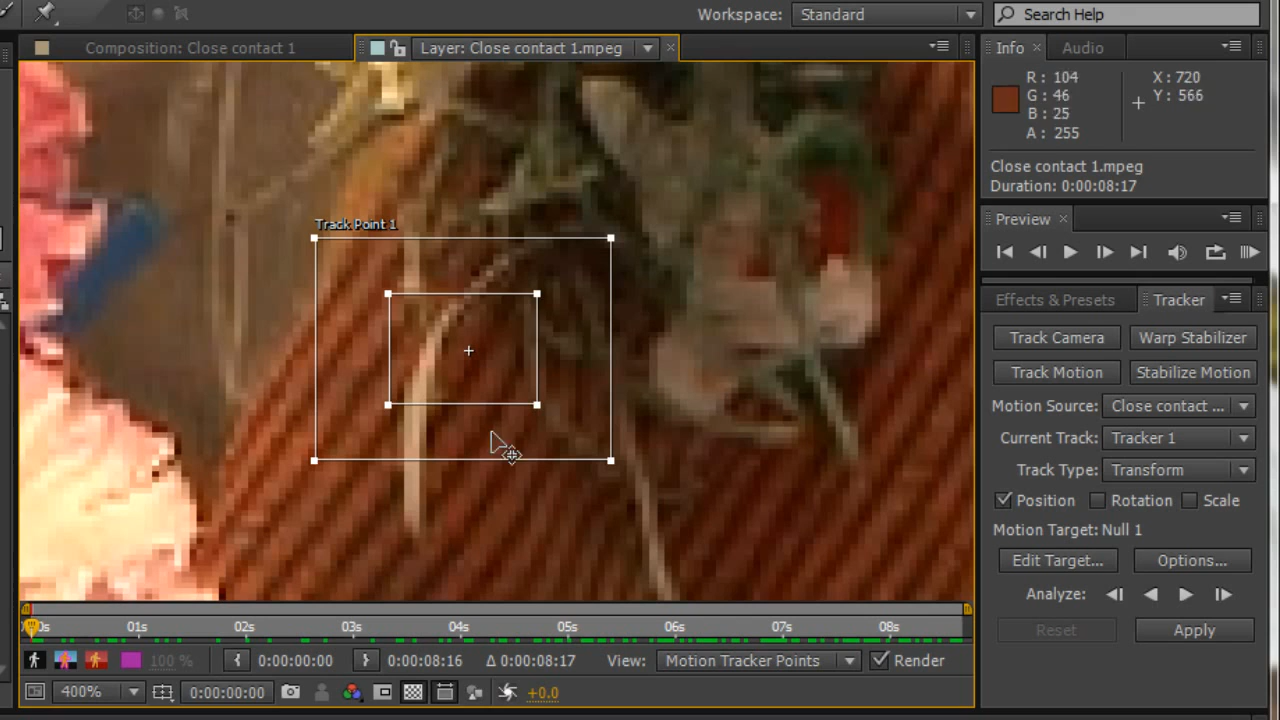 Workspace: Standard Search Help
Composition: Close contact 1 Layer: Close contact 1.mpeg × Info × Audio
R : 104
G : 46
B : 25
A : 255
X : 720
Y : 566
Close contact 1.mpeg
Duration: 0:00:08:17
Preview ×
Track Point 1
Effects & Presets Tracker
Track Camera Warp Stabilizer
Track Motion Stabilize Motion
Motion Source: Close contact ...
Current Track: Tracker 1
Track Type: Transform
Position Rotation Scale
Motion Target: Null 1
Edit Target... Options...
Analyze:
Reset Apply
0s 01s 02s 03s 04s 05s 06s 07s 08s
100 % 0:00:00:00 0:00:08:16 Δ 0:00:08:17 View: Motion Tracker Points Render
400% 0:00:00:00 +0.0